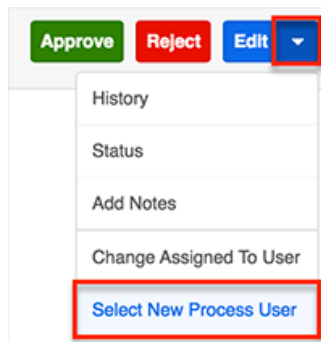 Approve Reject Edit
History
Status
Add Notes
Change Assigned To User
Select New Process User